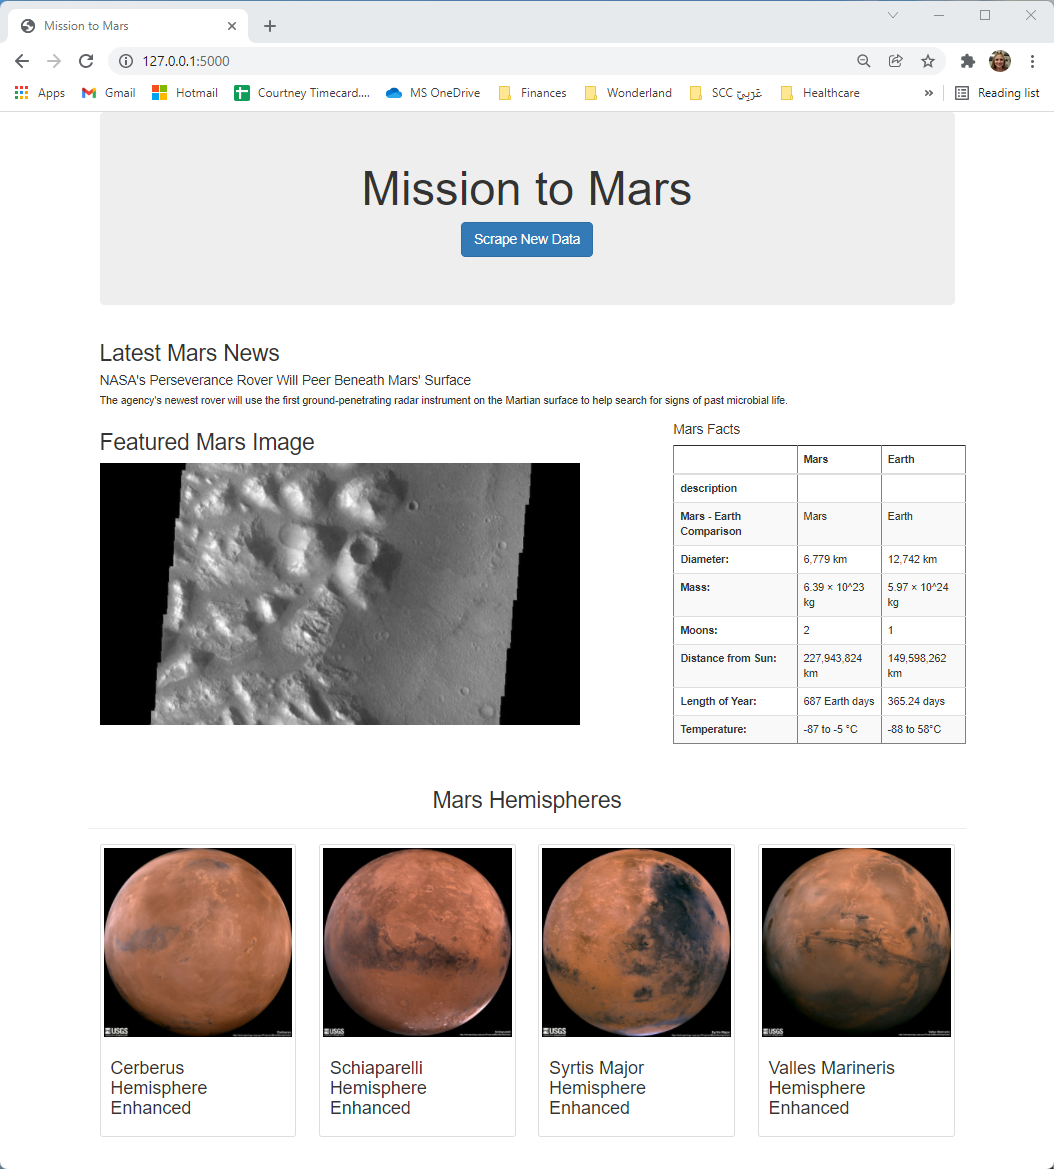 Mission to Mars
127.0.0.1:5000
Apps Gmail Hotmail Courtney Timecard.... MS OneDrive Finances Wonderland SCC عَرَبِيّ Healthcare » Reading list
Mission to Mars
Scrape New Data
Latest Mars News
NASA's Perseverance Rover Will Peer Beneath Mars' Surface
The agency's newest rover will use the first ground-penetrating radar instrument on the Martian surface to help search for signs of past microbial life.
Featured Mars Image
Mars Facts
Mars Earth
description
Mars - Earth Comparison Mars Earth
Diameter: 6,779 km 12,742 km
Mass: 6.39 × 10^23 kg 5.97 × 10^24 kg
Moons: 2 1
Distance from Sun: 227,943,824 km 149,598,262 km
Length of Year: 687 Earth days 365.24 days
Temperature: -87 to -5 °C -88 to 58°C
Mars Hemispheres
USGS
USGS
USGS
USGS
Cerberus
Hemisphere
Enhanced
Schiaparelli
Hemisphere
Enhanced
Syrtis Major
Hemisphere
Enhanced
Valles Marineris
Hemisphere
Enhanced